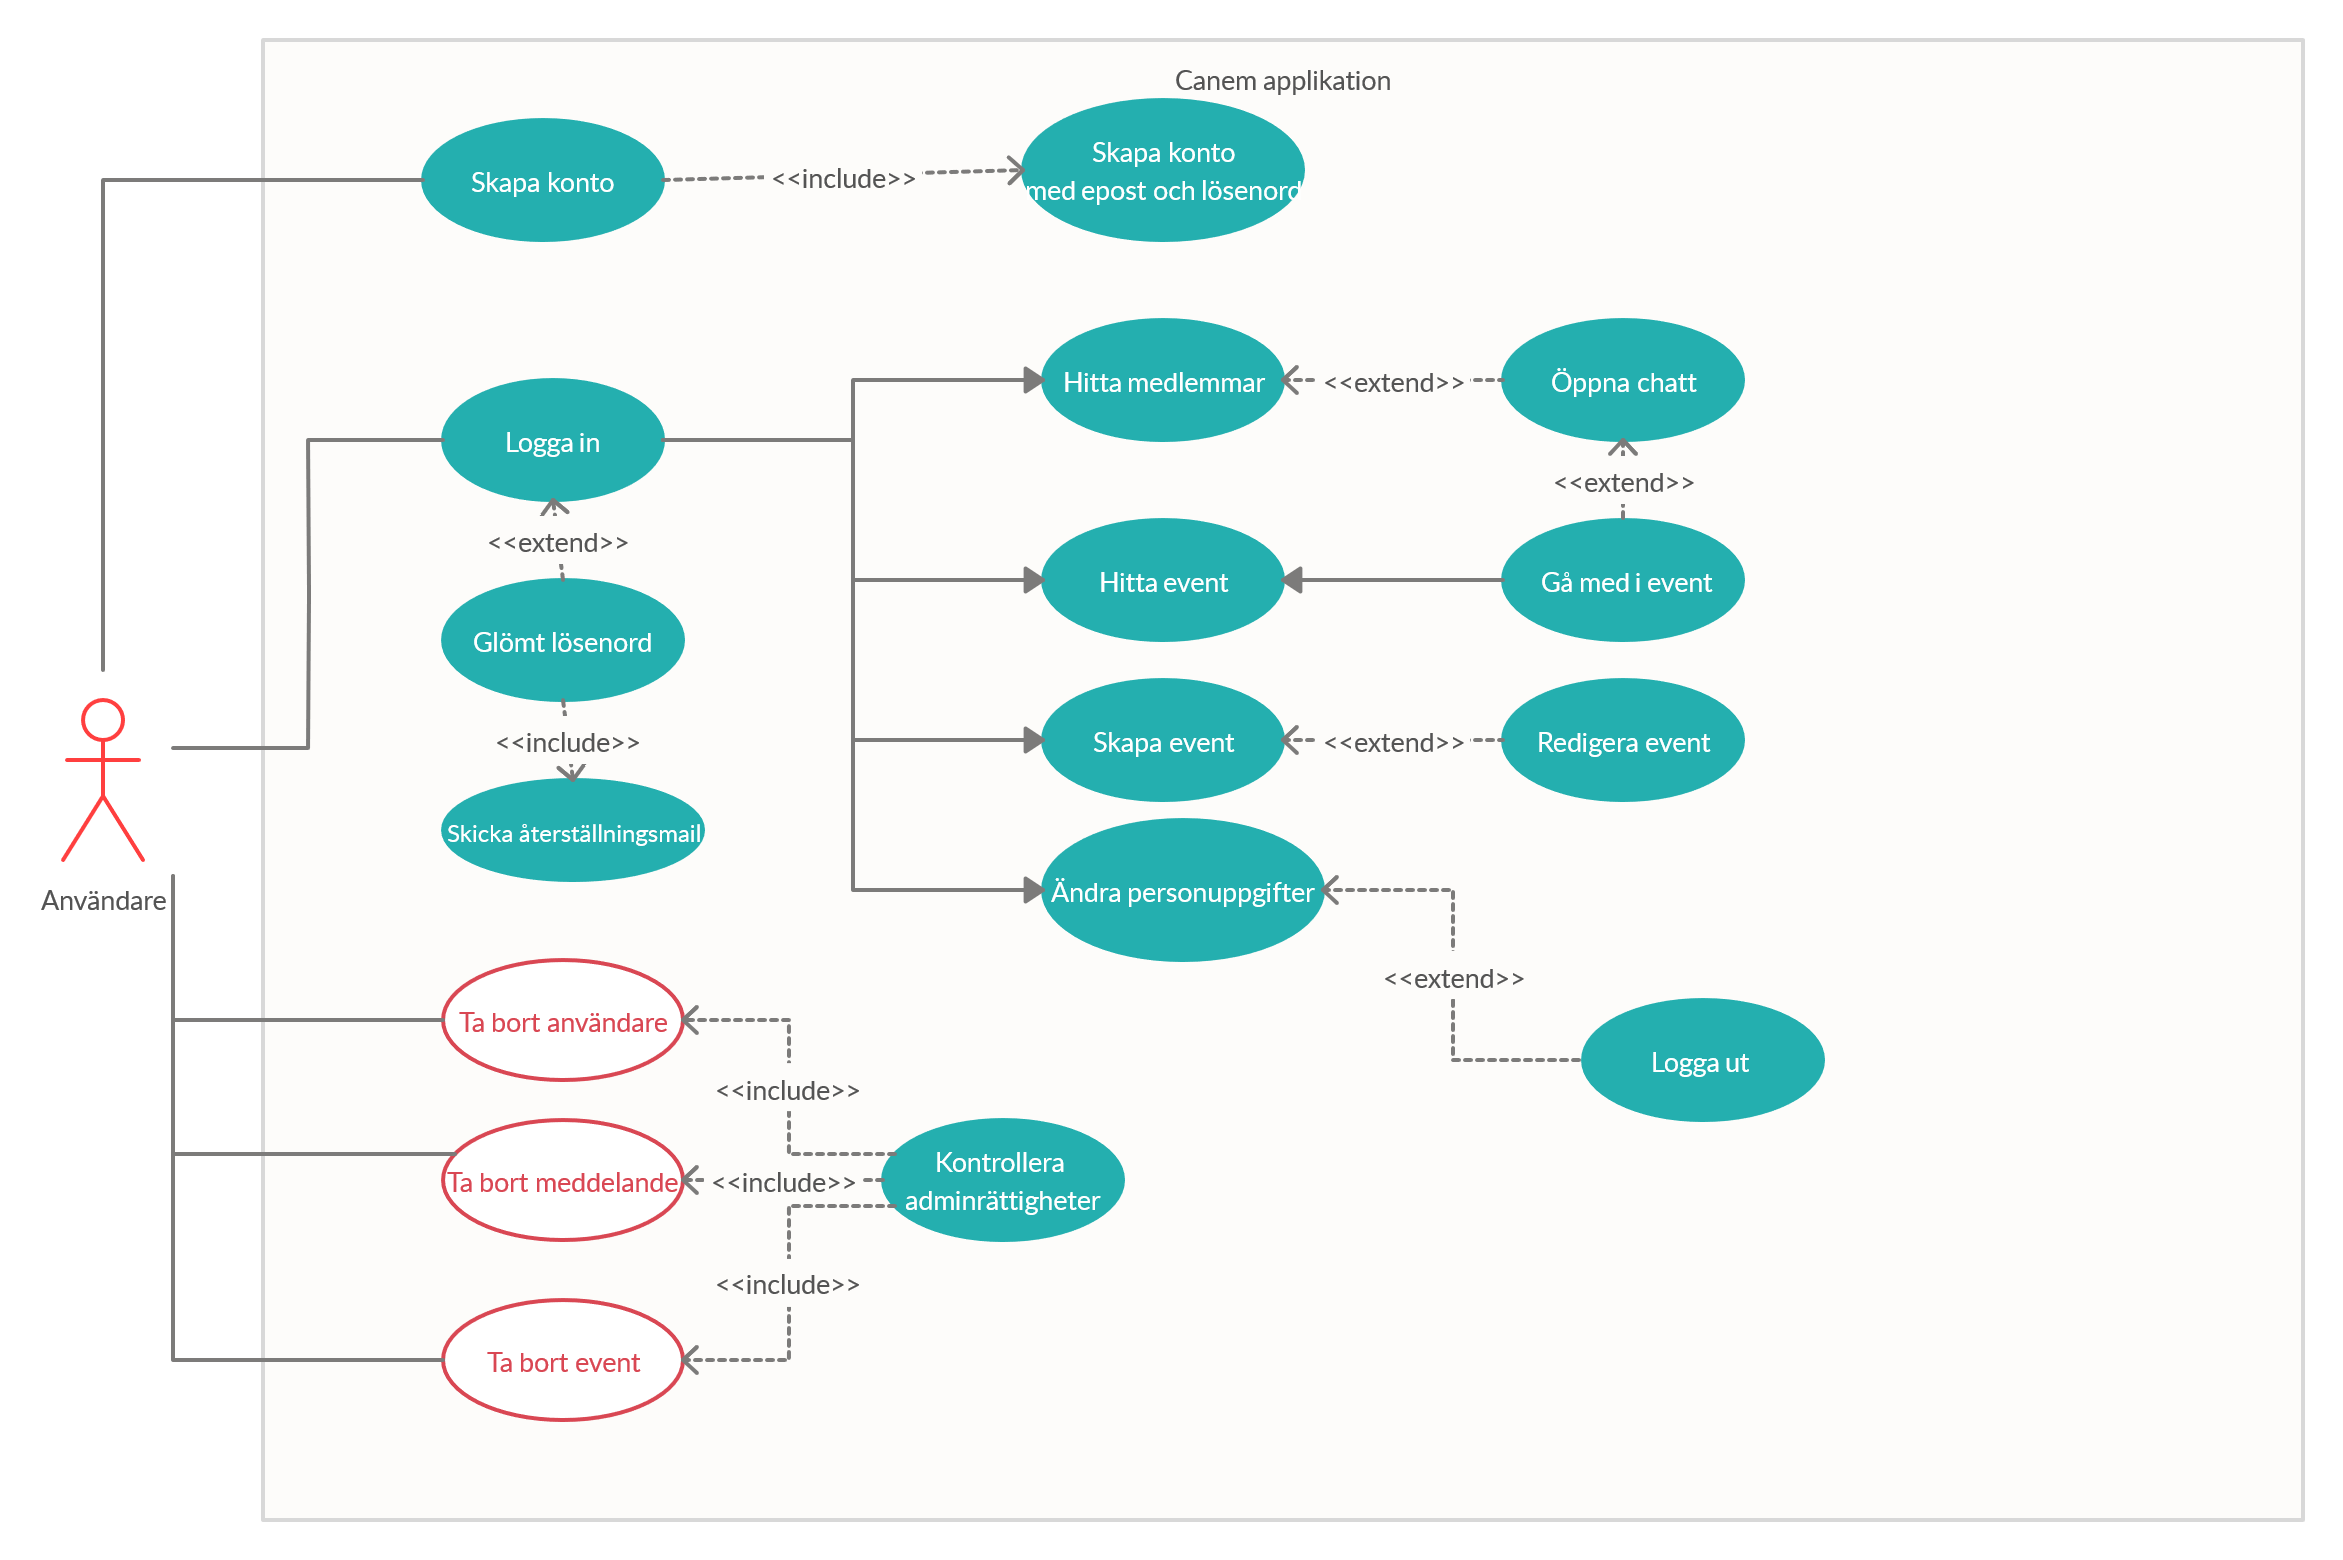 Canem applikation
Skapa konto
<<include>>
Skapa konto
med epost och lösenord
Hitta medlemmar
<<extend>>
Öppna chatt
Logga in
<<extend>>
<<extend>>
Glömt lösenord
Hitta event
Gå med i event
<<include>>
Skapa event
<<extend>>
Redigera event
Skicka återställningsmail
Användare
Ändra personuppgifter
<<extend>>
Ta bort användare
Logga ut
<<include>>
Ta bort meddelande
<<include>>
Kontrollera
adminrättigheter
<<include>>
Ta bort event